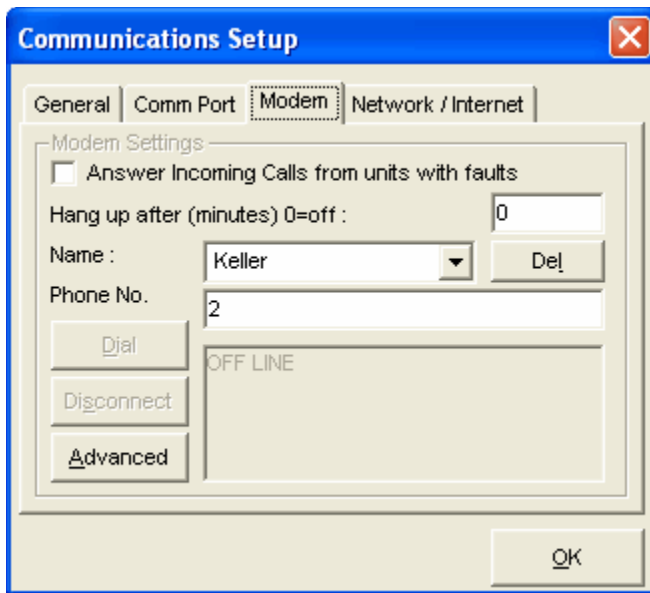 Communications Setup
General Comm Port Modem Network / Internet
Modem Settings
Answer Incoming Calls from units with faults
Hang up after (minutes) 0=off : 0
Name : Keller Del
Phone No. 2
Dial OFF LINE
Disconnect
Advanced
OK